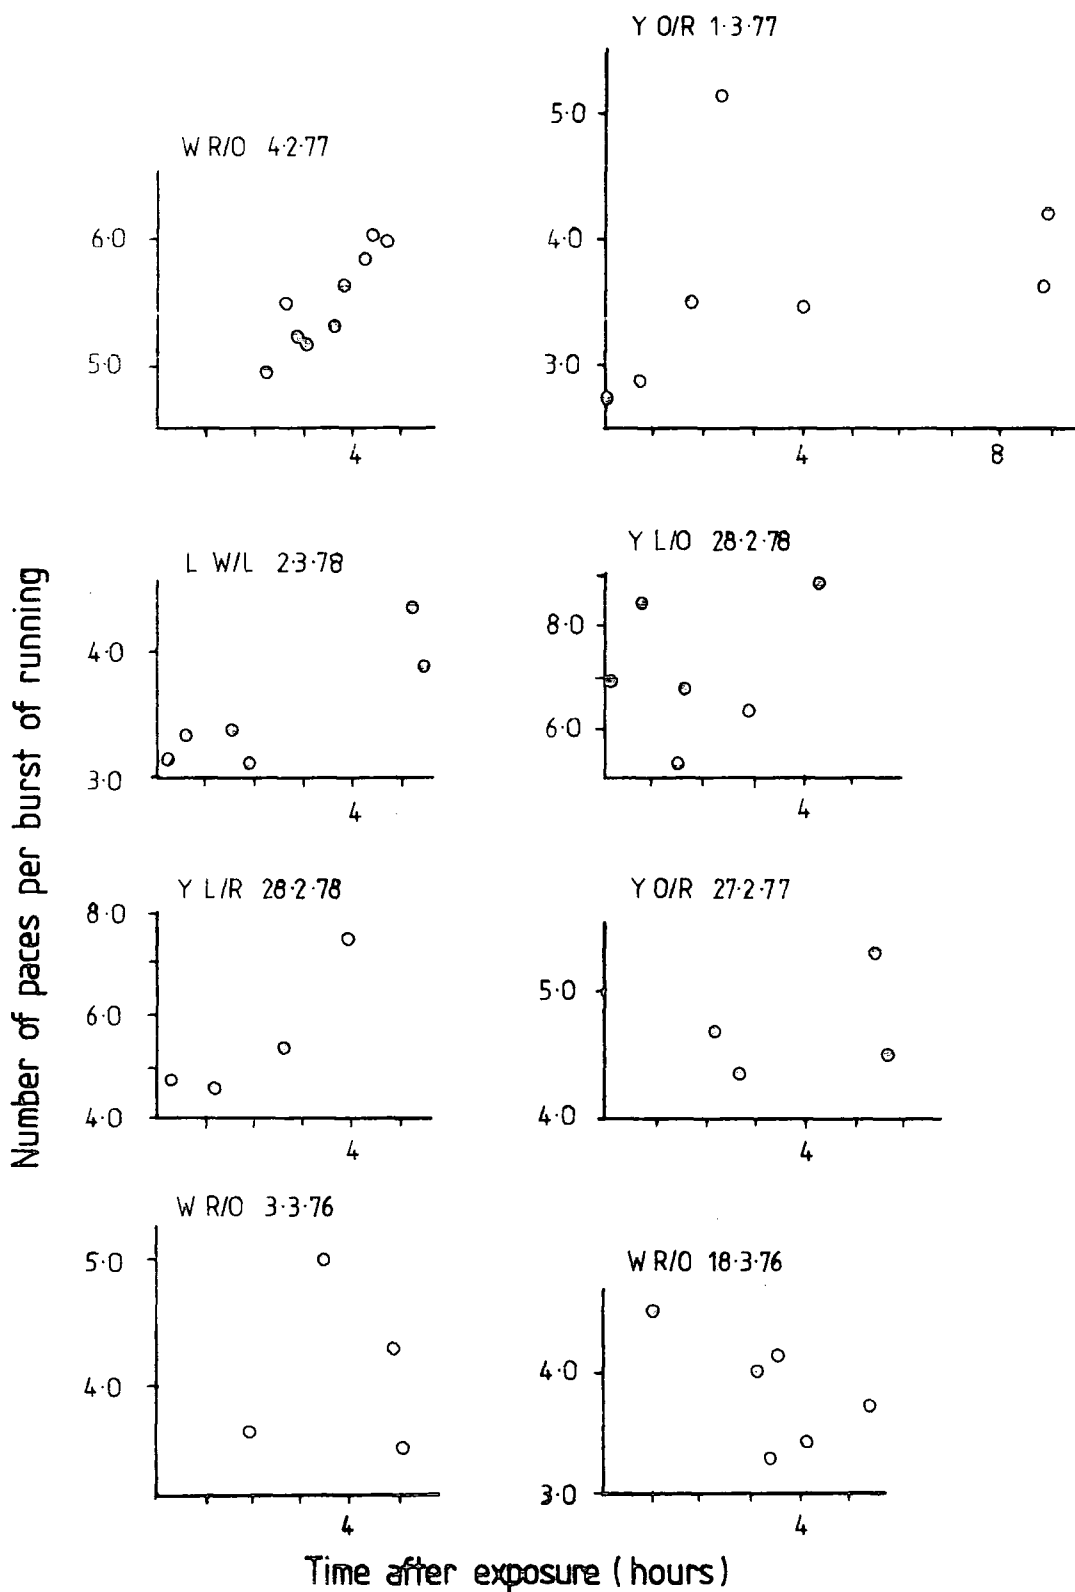 Y O/R 1·3·77
5·0
4·0
3·0
4 8
W R/O 4·2·77
6·0
5·0
4
L W/L 2·3·78
4·0
3·0
4
Y L/O 28·2·78
8·0
6·0
4
Y L/R 28·2·78
8·0
6·0
4·0
4
Y O/R 27·2·77
5·0
4·0
4
W R/O 3·3·76
5·0
4·0
4
W R/O 18·3·76
4·0
3·0
4
Number of paces per burst of running
Time after exposure (hours)